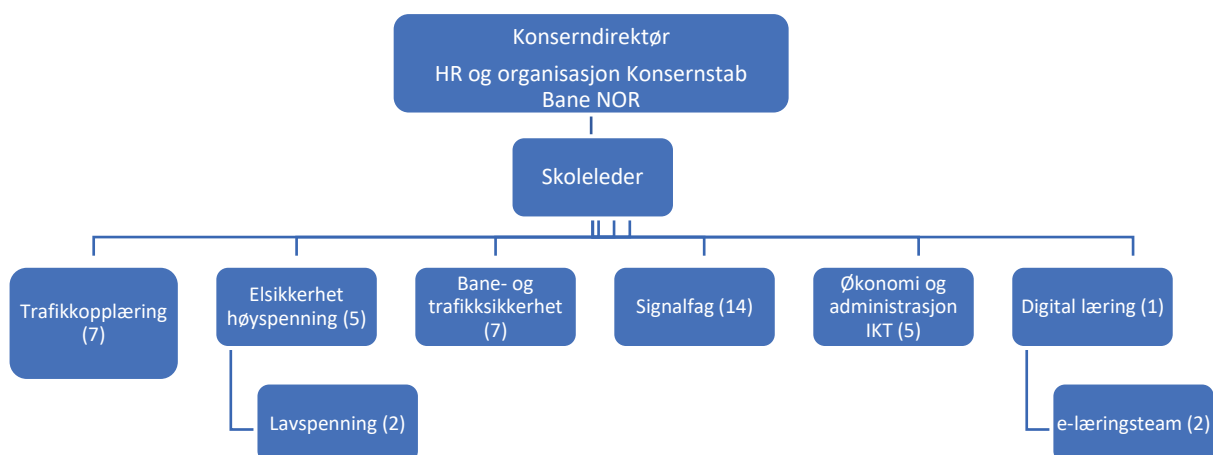 Konserndirektør
HR og organisasjon Konsernstab
Bane NOR
Skoleleder
Trafikkopplæring
(7)
Elsikkerhet
høyspenning (5)
Bane- og
trafikksikkerhet
(7)
Signalfag (14)
Økonomi og
administrasjon
IKT (5)
Digital læring (1)
Lavspenning (2)
e-læringsteam (2)